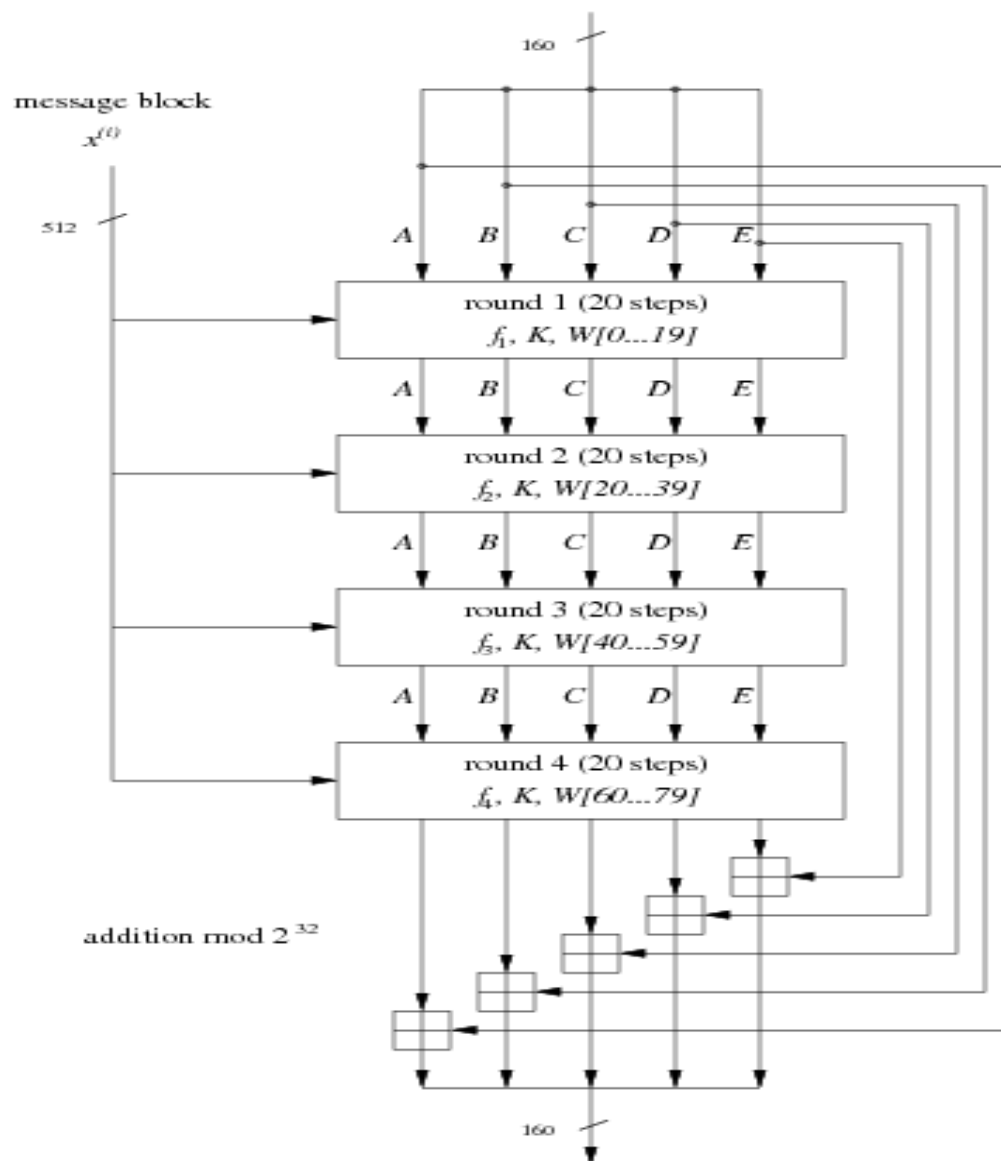 160
message block
x^(i)
512
A B C D E
round 1 (20 steps)
f₁, K, W[0...19]
A B C D E
round 2 (20 steps)
f₂, K, W[20...39]
A B C D E
round 3 (20 steps)
f₃, K, W[40...59]
A B C D E
round 4 (20 steps)
f₄, K, W[60...79]
addition mod 2^32
160